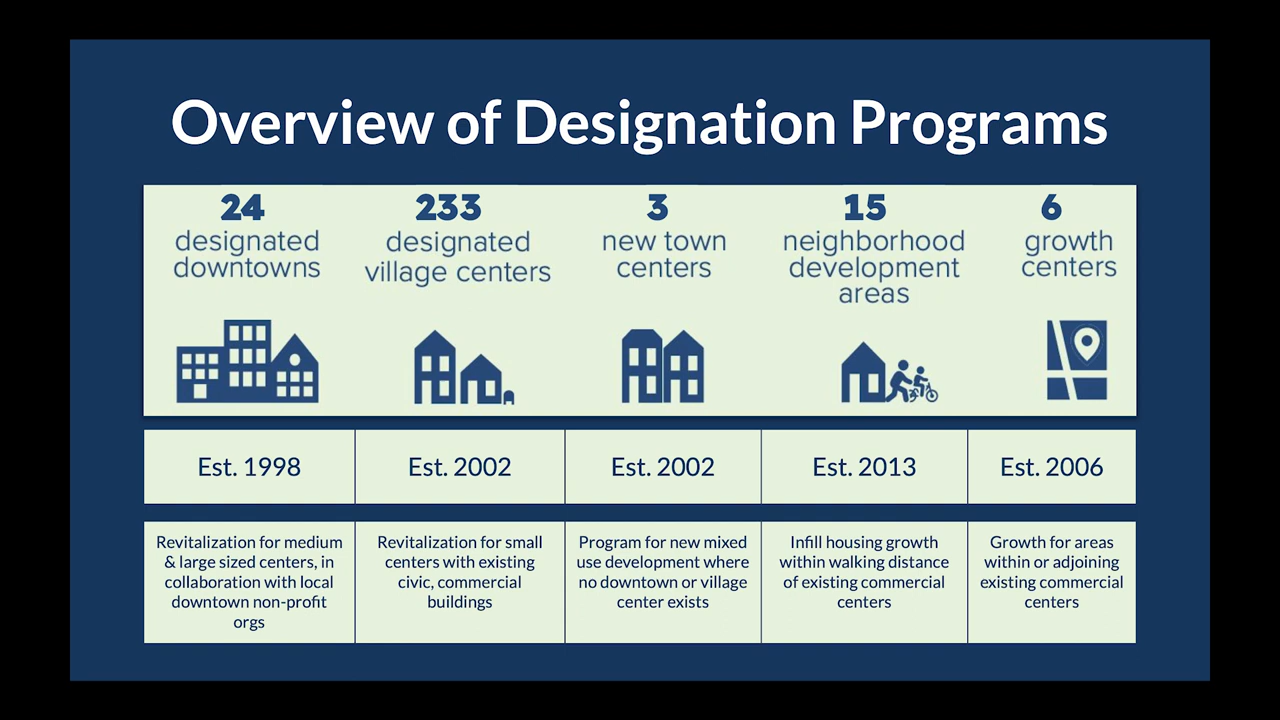 Overview of Designation Programs
24
designated
downtowns
233
designated
village centers
3
new town
centers
15
neighborhood
development
areas
6
growth
centers
Est. 1998
Est. 2002
Est. 2002
Est. 2013
Est. 2006
Revitalization for medium
& large sized centers, in
collaboration with local
downtown non-profit
orgs
Revitalization for small
centers with existing
civic, commercial
buildings
Program for new mixed
use development where
no downtown or village
center exists
Infill housing growth
within walking distance
of existing commercial
centers
Growth for areas
within or adjoining
existing commercial
centers